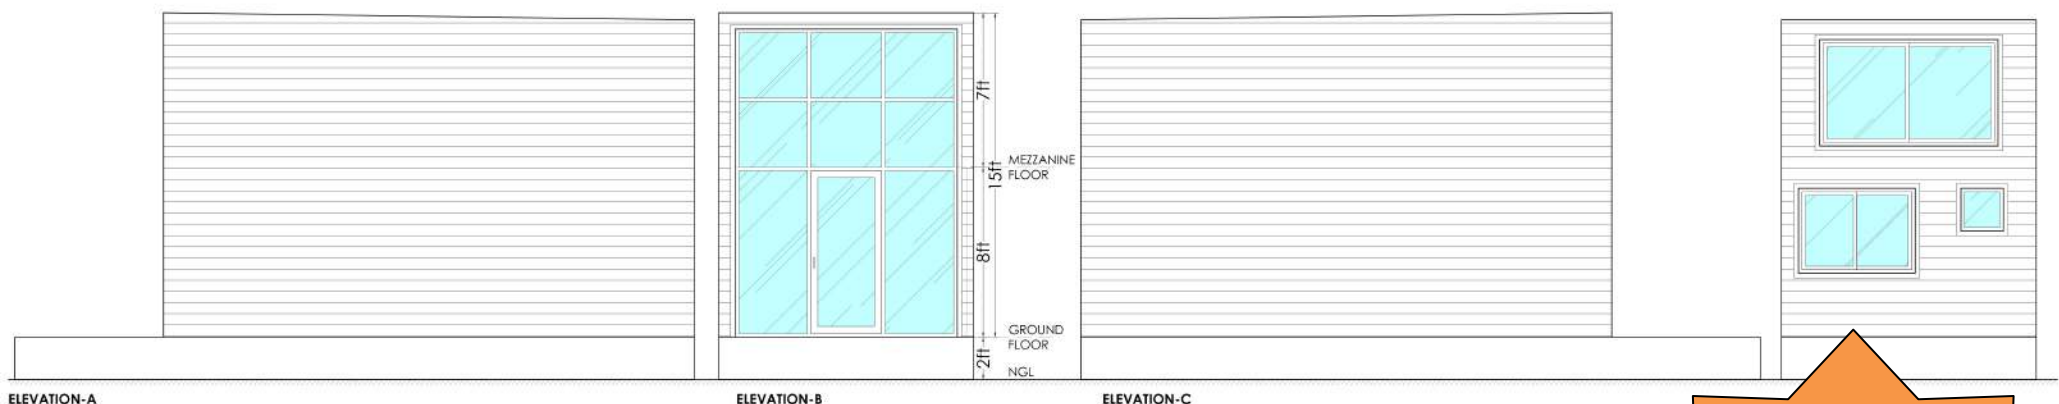 7ft
MEZZANINE
FLOOR
15ft
8ft
GROUND
FLOOR
2ft
NGL
ELEVATION-A
ELEVATION-B
ELEVATION-C